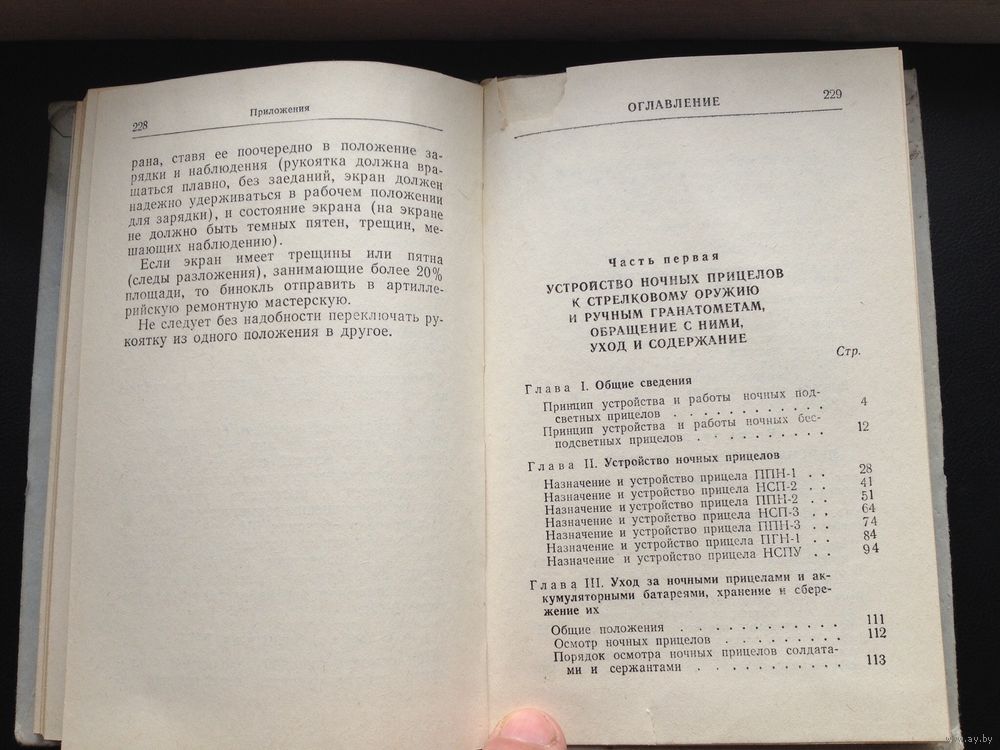 228
Приложения
рана, ставя ее поочередно в положение за-
рядки и наблюдения (рукоятка должна вра-
щаться плавно, без заеданий, экран должен
надежно удерживаться в рабочем положении
для зарядки), и состояние экрана (на экране
не должно быть темных пятен, трещин, ме-
шающих наблюдению).
Если экран имеет трещины или пятна
(следы разложения), занимающие более 20%
площади, то бинокль отправить в артилле-
рийскую ремонтную мастерскую.
Не следует без надобности переключать ру-
коятку из одного положения в другое.
ОГЛАВЛЕНИЕ
229
Часть первая
УСТРОЙСТВО НОЧНЫХ ПРИЦЕЛОВ
К СТРЕЛКОВОМУ ОРУЖИЮ
И РУЧНЫМ ГРАНАТОМЕТАМ,
ОБРАЩЕНИЕ С НИМИ,
УХОД И СОДЕРЖАНИЕ
Стр.
Глава I. Общие сведения
Принцип устройства и работы ночных под-
светных прицелов . . . . . . . . . . . 4
Принцип устройства и работы ночных бес-
подсветных прицелов . . . . . . . . . 12
Глава II. Устройство ночных прицелов
Назначение и устройство прицела ППН-1 . . 28
Назначение и устройство прицела НСП-2 . . 41
Назначение и устройство прицела ППН-2 . . 51
Назначение и устройство прицела НСП-3 . . 64
Назначение и устройство прицела ППН-3 . . 74
Назначение и устройство прицела ПГН-1 . . 84
Назначение и устройство прицела НСПУ . . 94
Глава III. Уход за ночными прицелами и ак-
кумуляторными батареями, хранение и сбере-
жение их
Общие положения . . . . . . . . . . . 111
Осмотр ночных прицелов . . . . . . . . . 112
Порядок осмотра ночных прицелов солдата-
ми и сержантами . . . . . . . . . . 113
www.ay.by